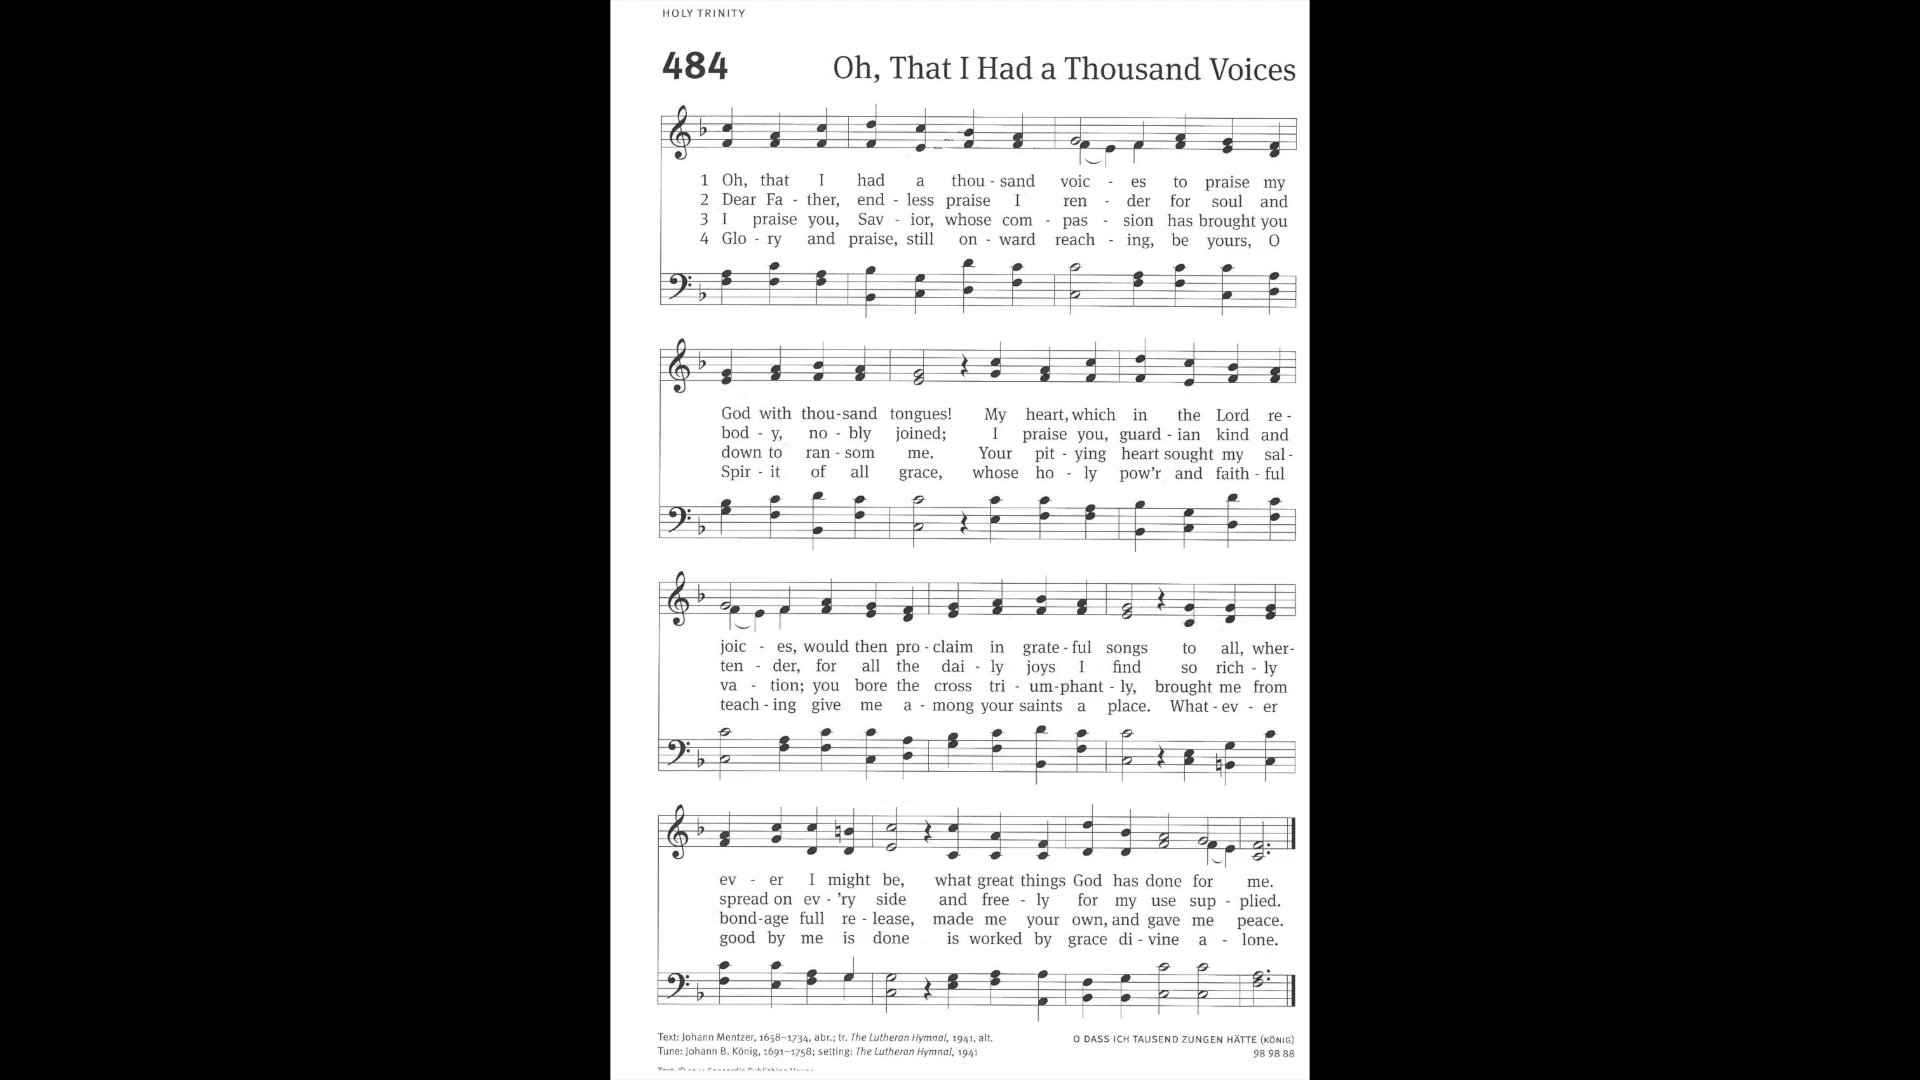 HOLY TRINITY
484 Oh, That I Had a Thousand Voices
1 Oh, that I had a thou - sand voic - es to praise my
2 Dear Fa - ther, end - less praise I ren - der for soul and
3 I praise you, Sav - ior, whose com - pas - sion has brought you
4 Glo - ry and praise, still on - ward reach - ing, be yours, O
God with thou - sand tongues! My heart, which in the Lord re -
bod - y, no - bly joined; I praise you, guard - ian kind and
down to ran - som me. Your pit - ying heart sought my sal -
Spir - it of all grace, whose ho - ly pow'r and faith - ful
joic - es, would then pro - claim in grate - ful songs to all, wher -
ten - der, for all the dai - ly joys I find so rich - ly
va - tion; you bore the cross tri - um - phant - ly, brought me from
teach - ing give me a - mong your saints a place. What - ev - er
ev - er I might be, what great things God has done for me.
spread on ev - 'ry side and free - ly for my use sup - plied.
bond - age full re - lease, made me your own, and gave me peace.
good by me is done is worked by grace di - vine a - lone.
Text: Johann Mentzer, 1658–1734, abr.; tr. The Lutheran Hymnal, 1941, alt.
Tune: Johann B. König, 1691–1758; setting: The Lutheran Hymnal, 1941
O DASS ICH TAUSEND ZUNGEN HÄTTE (KÖNIG)
98 98 88